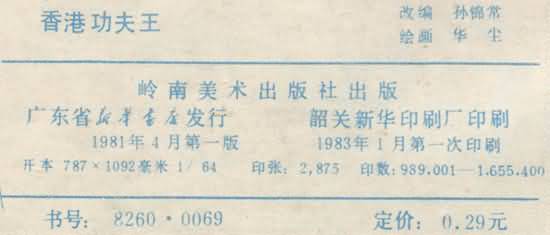 香港功夫王
改编 孙锦常
绘画 华尘
岭南美术出版社出版
广东省新华书店发行 韶关新华印刷厂印刷
1981年4月第一版 1983年1月第一次印刷
开本 787×1092毫米 1/64 印张: 2,875 印数: 939.001—1.655.400
书号: 8260·0069 定价: 0.29元